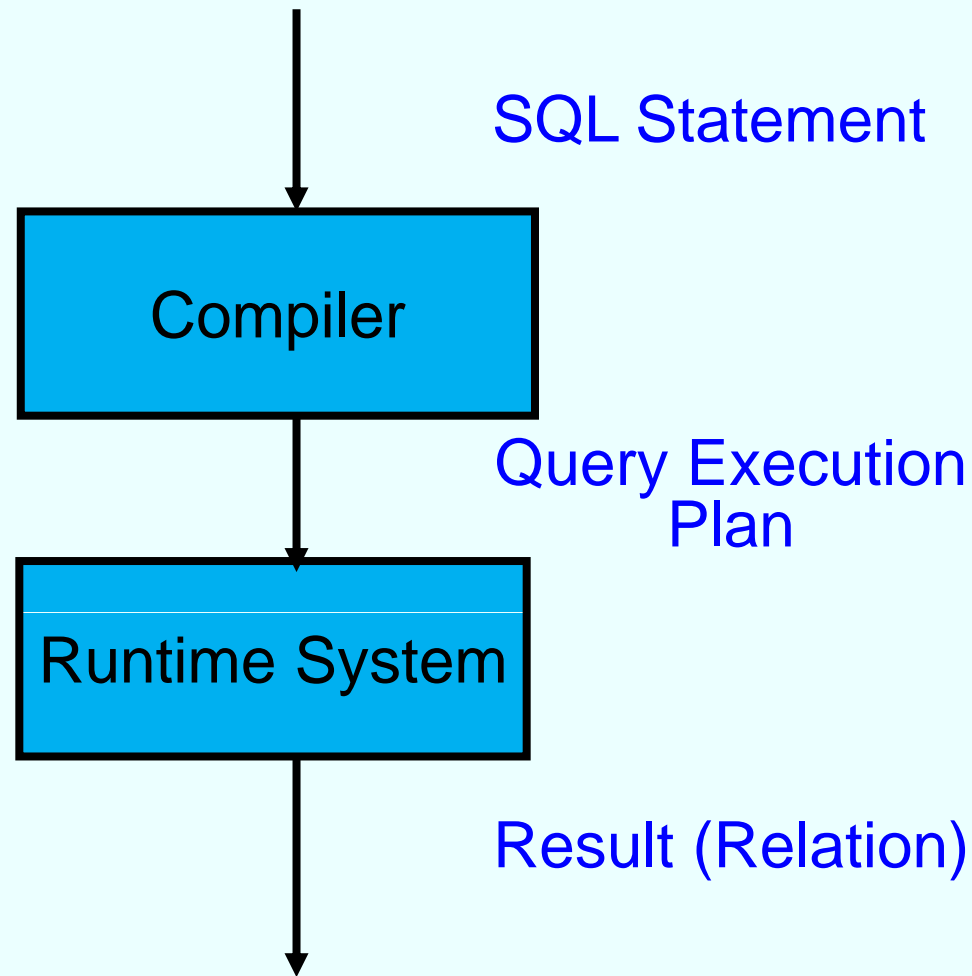 SQL Statement
Compiler
Query Execution
Plan
Runtime System
Result (Relation)